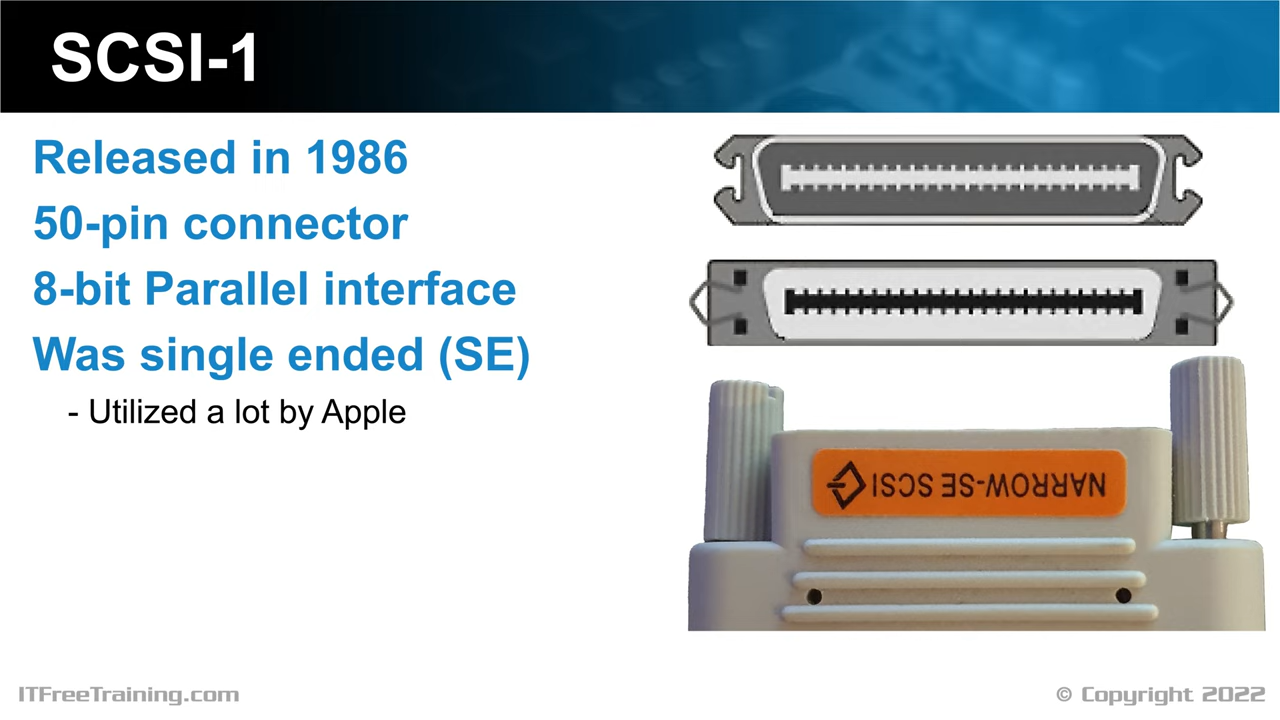 SCSI-1
Released in 1986
50-pin connector
8-bit Parallel interface
Was single ended (SE)
- Utilized a lot by Apple
NARROW-SE SCSI
ITFreeTraining.com
© Copyright 2022